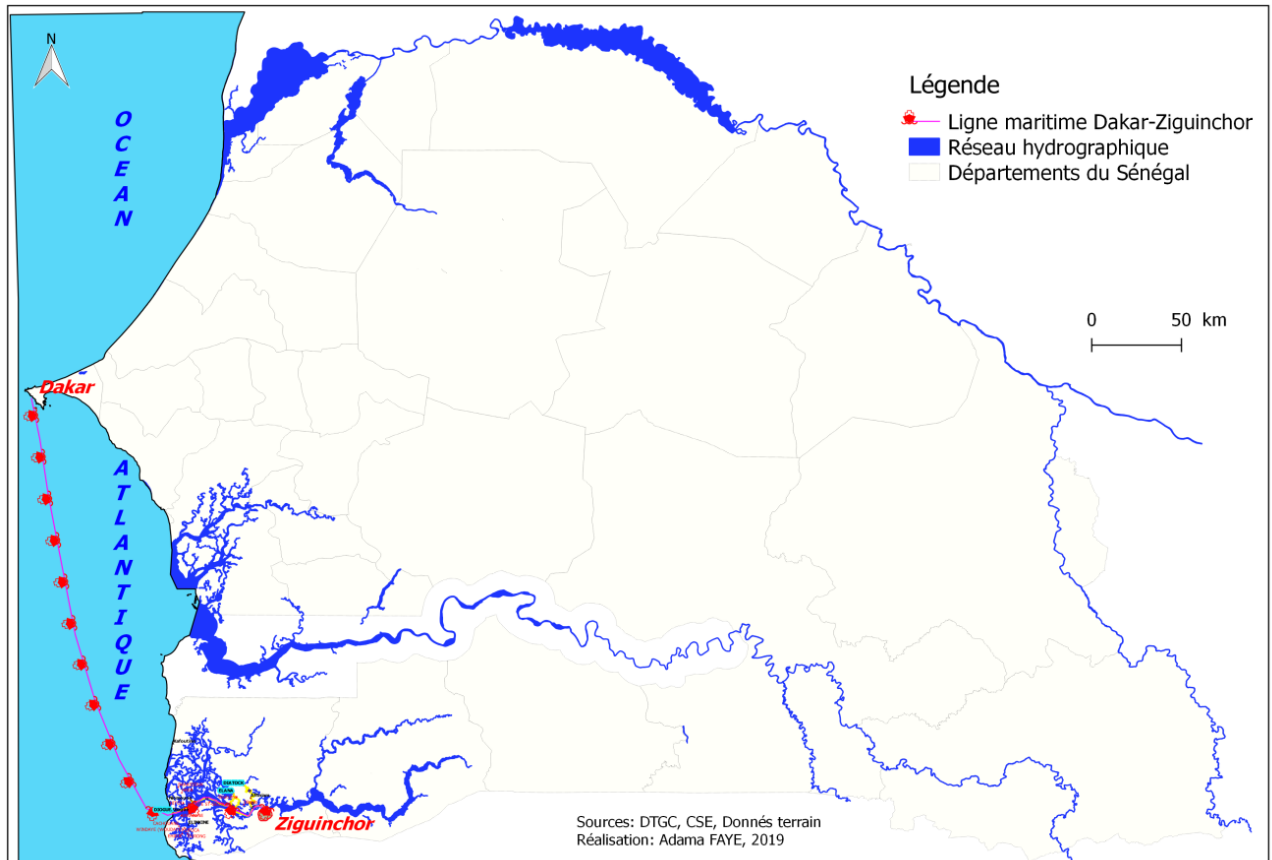 N
OCEAN
ATLANTIQUE
Légende
Ligne maritime Dakar-Ziguinchor
Réseau hydrographique
Départements du Sénégal
0 50 km
Dakar
Ziguinchor
Sources: DTGC, CSE, Donnés terrain
Réalisation: Adama FAYE, 2019